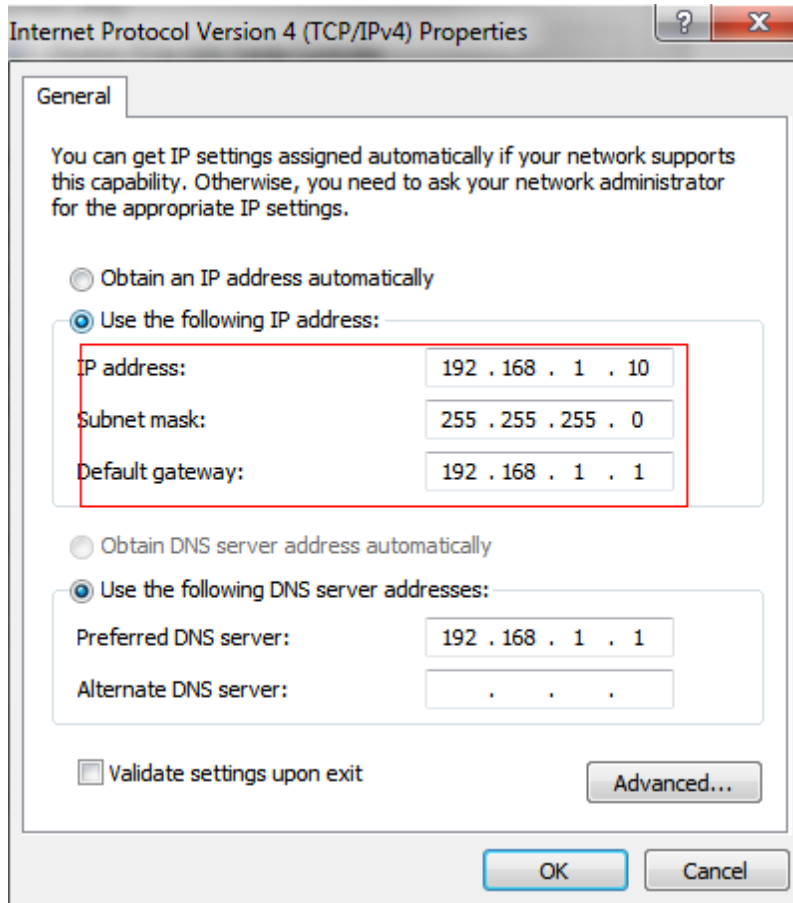 Internet Protocol Version 4 (TCP/IPv4) Properties
?
X
General
You can get IP settings assigned automatically if your network supports
this capability. Otherwise, you need to ask your network administrator
for the appropriate IP settings.
Obtain an IP address automatically
Use the following IP address:
IP address: 192 . 168 . 1 . 10
Subnet mask: 255 . 255 . 255 . 0
Default gateway: 192 . 168 . 1 . 1
Obtain DNS server address automatically
Use the following DNS server addresses:
Preferred DNS server: 192 . 168 . 1 . 1
Alternate DNS server: . . .
Validate settings upon exit
Advanced...
OK Cancel